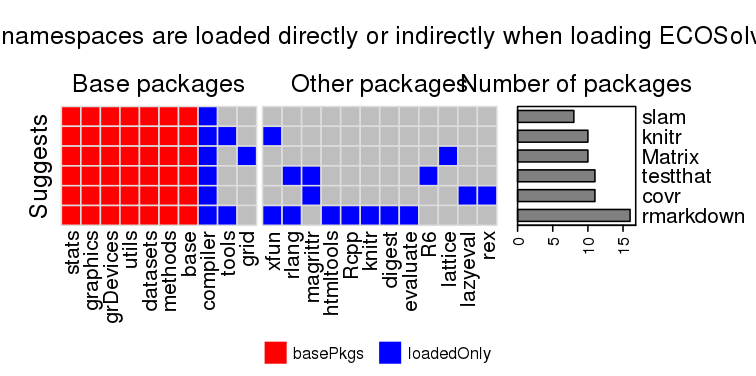 namespaces are loaded directly or indirectly when loading ECOSolv
Base packages
Other packages
Number of packages
Suggests
slam
knitr
Matrix
testthat
covr
rmarkdown
stats
graphics
grDevices
utils
datasets
methods
base
compiler
tools
grid
xfun
rlang
magrittr
htmltools
Rcpp
knitr
digest
evaluate
R6
lattice
lazyeval
rex
0
5
10
15
basePkgs
loadedOnly